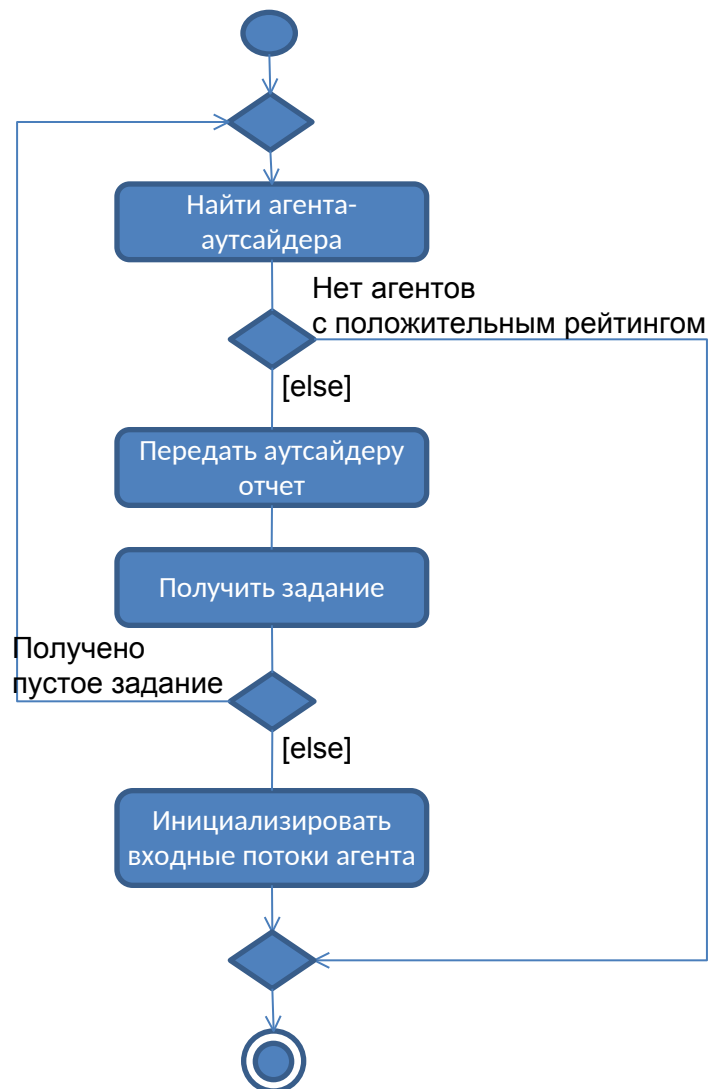 Найти агента-
аутсайдера
Нет агентов
с положительным рейтингом
[else]
Передать аутсайдеру
отчет
Получить задание
Получено
пустое задание
[else]
Инициализировать
входные потоки агента